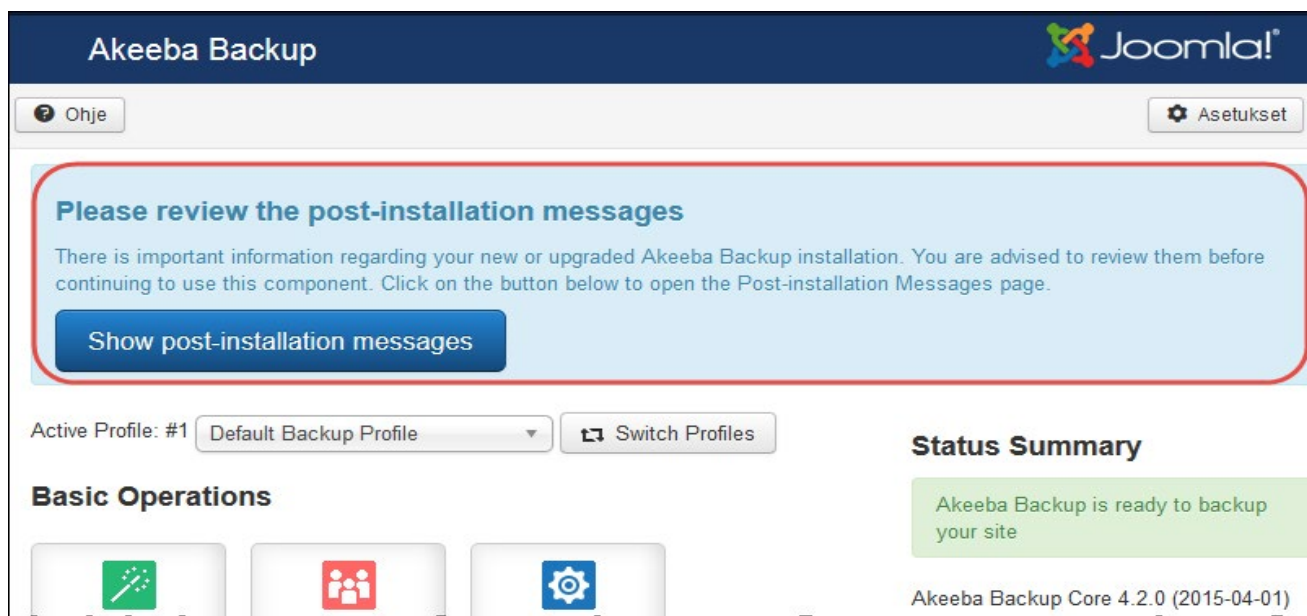 Akeeba Backup
Joomla!®
Ohje
Asetukset
Please review the post-installation messages
There is important information regarding your new or upgraded Akeeba Backup installation. You are advised to review them before
continuing to use this component. Click on the button below to open the Post-installation Messages page.
Show post-installation messages
Active Profile: #1 Default Backup Profile Switch Profiles
Status Summary
Basic Operations
Akeeba Backup is ready to backup
your site
Akeeba Backup Core 4.2.0 (2015-04-01)